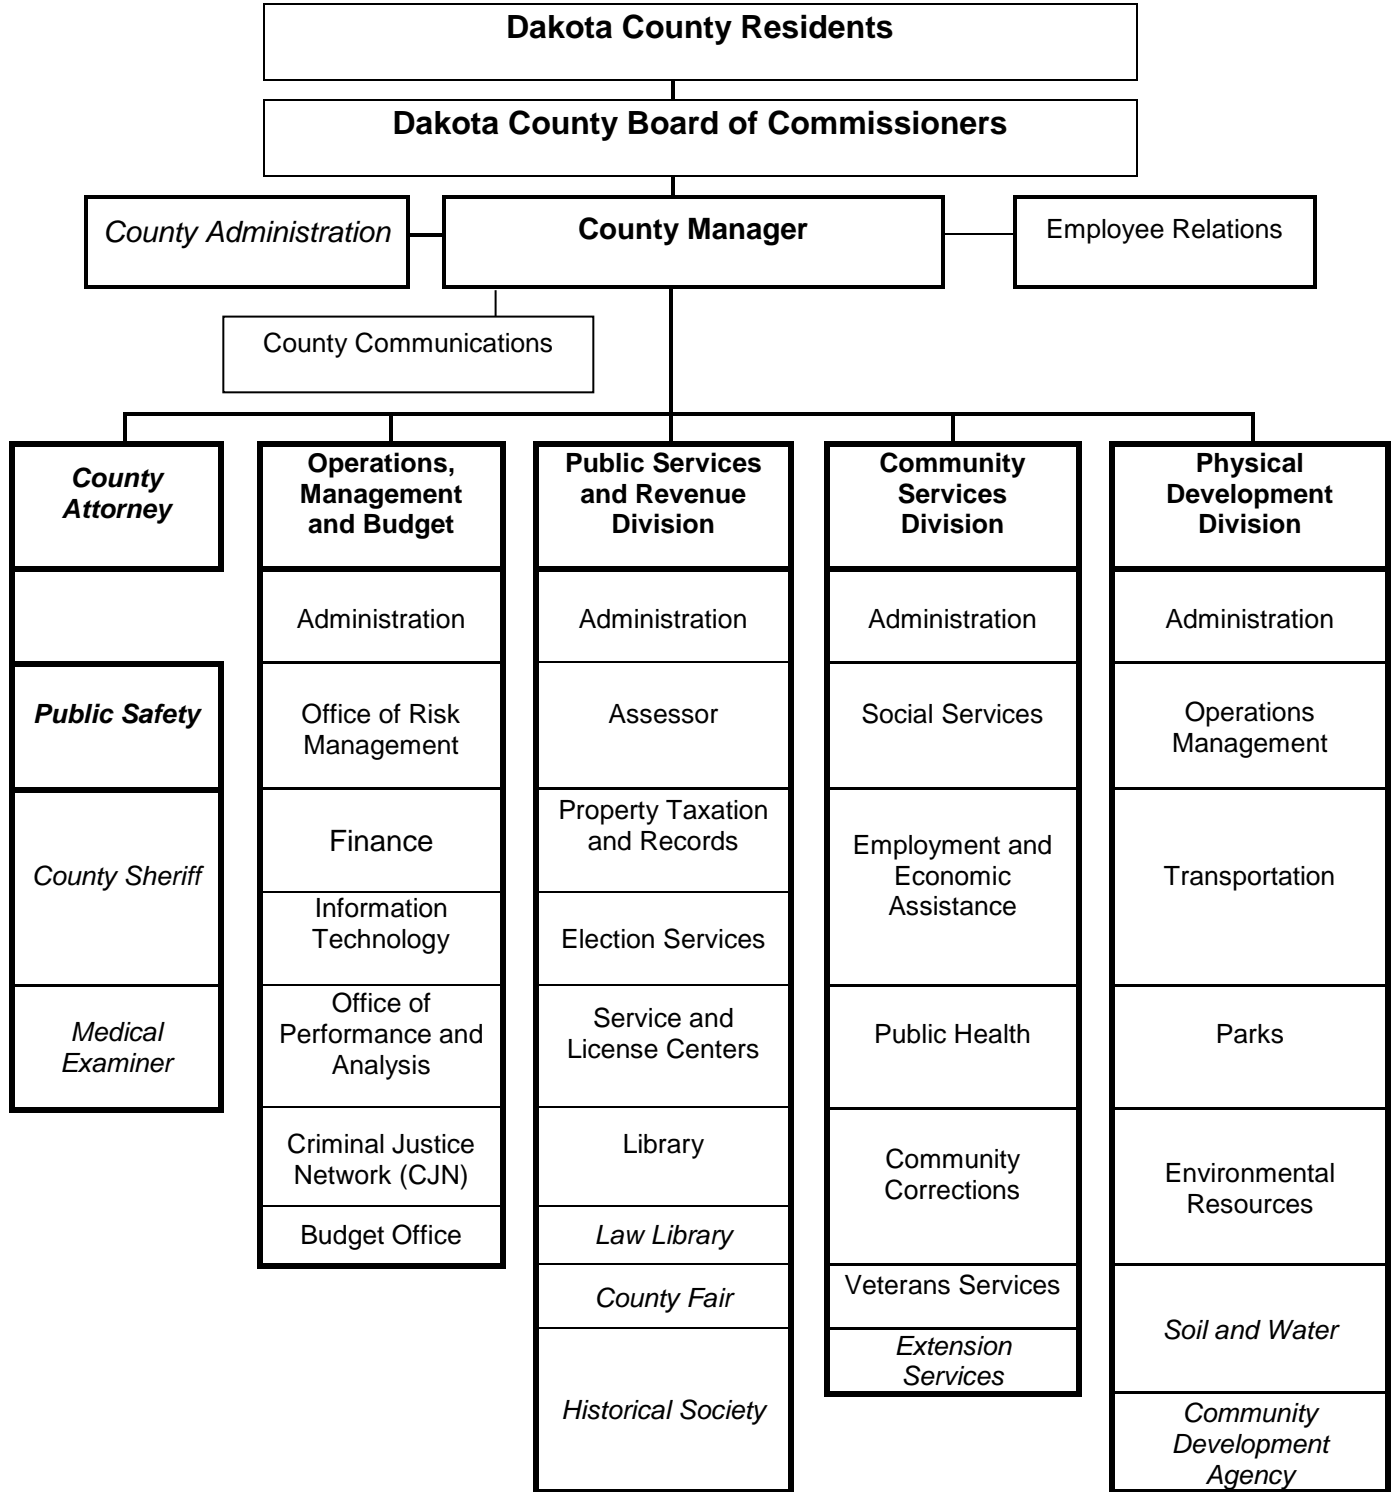 Dakota County Residents
Dakota County Board of Commissioners
County Administration
County Manager
Employee Relations
County Communications
County
Attorney
Public Safety
County Sheriff
Medical
Examiner
Operations,
Management
and Budget
Administration
Office of Risk
Management
Finance
Information
Technology
Office of
Performance and
Analysis
Criminal Justice
Network (CJN)
Budget Office
Public Services
and Revenue
Division
Administration
Assessor
Property Taxation
and Records
Election Services
Service and
License Centers
Library
Law Library
County Fair
Historical Society
Community
Services
Division
Administration
Social Services
Employment and
Economic
Assistance
Public Health
Community
Corrections
Veterans Services
Extension
Services
Physical
Development
Division
Administration
Operations
Management
Transportation
Parks
Environmental
Resources
Soil and Water
Community
Development
Agency